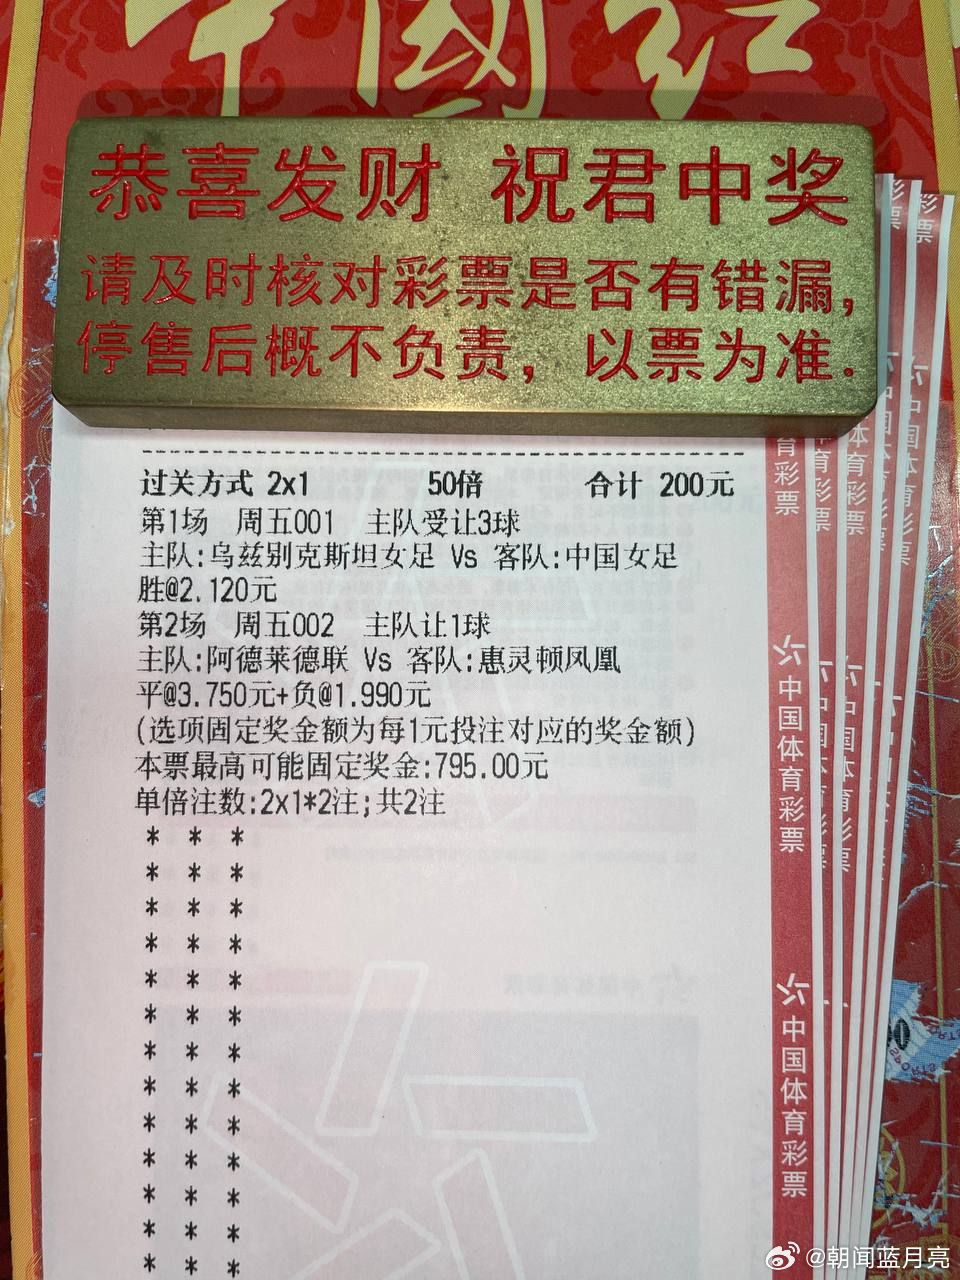 中国红
恭喜发财 祝君中奖
请及时核对彩票是否有错漏,
停售后概不负责, 以票为准.
过关方式 2x1 50倍 合计 200元
第1场 周五001 主队受让3球
主队:乌兹别克斯坦女足 Vs 客队:中国女足
胜@2.120元
第2场 周五002 主队让1球
主队:阿德莱德联 Vs 客队:惠灵顿凤凰
平@3.750元+负@1.990元
(选项固定奖金额为每1元投注对应的奖金额)
本票最高可能固定奖金:795.00元
单倍注数:2x1*2注;共2注
* * *
* * *
* * *
* * *
* * *
* * *
* * *
* * *
* * *
* * *
* * *
* * *
* * *
育彩票
中国体育彩票
中国体育彩票
@朝闻蓝月亮